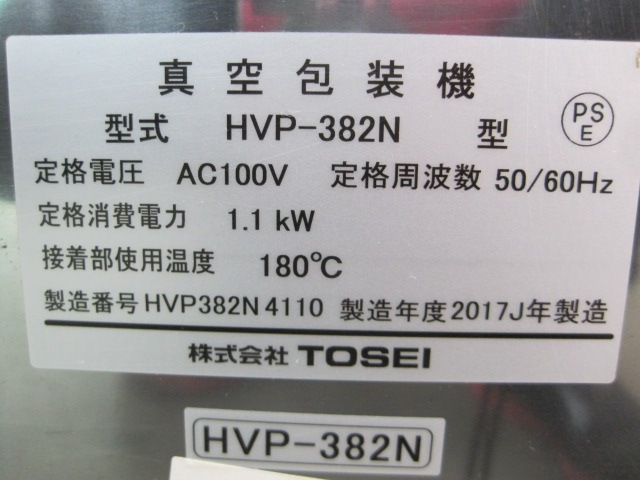 真空包装機
型式 HVP-382N 型 PSE
定格電圧 AC100V 定格周波数 50/60Hz
定格消費電力 1.1 kW
接着部使用温度 180℃
製造番号 HVP382N 4110 製造年度 2017J年製造
株式会社 TOSEI
HVP-382N